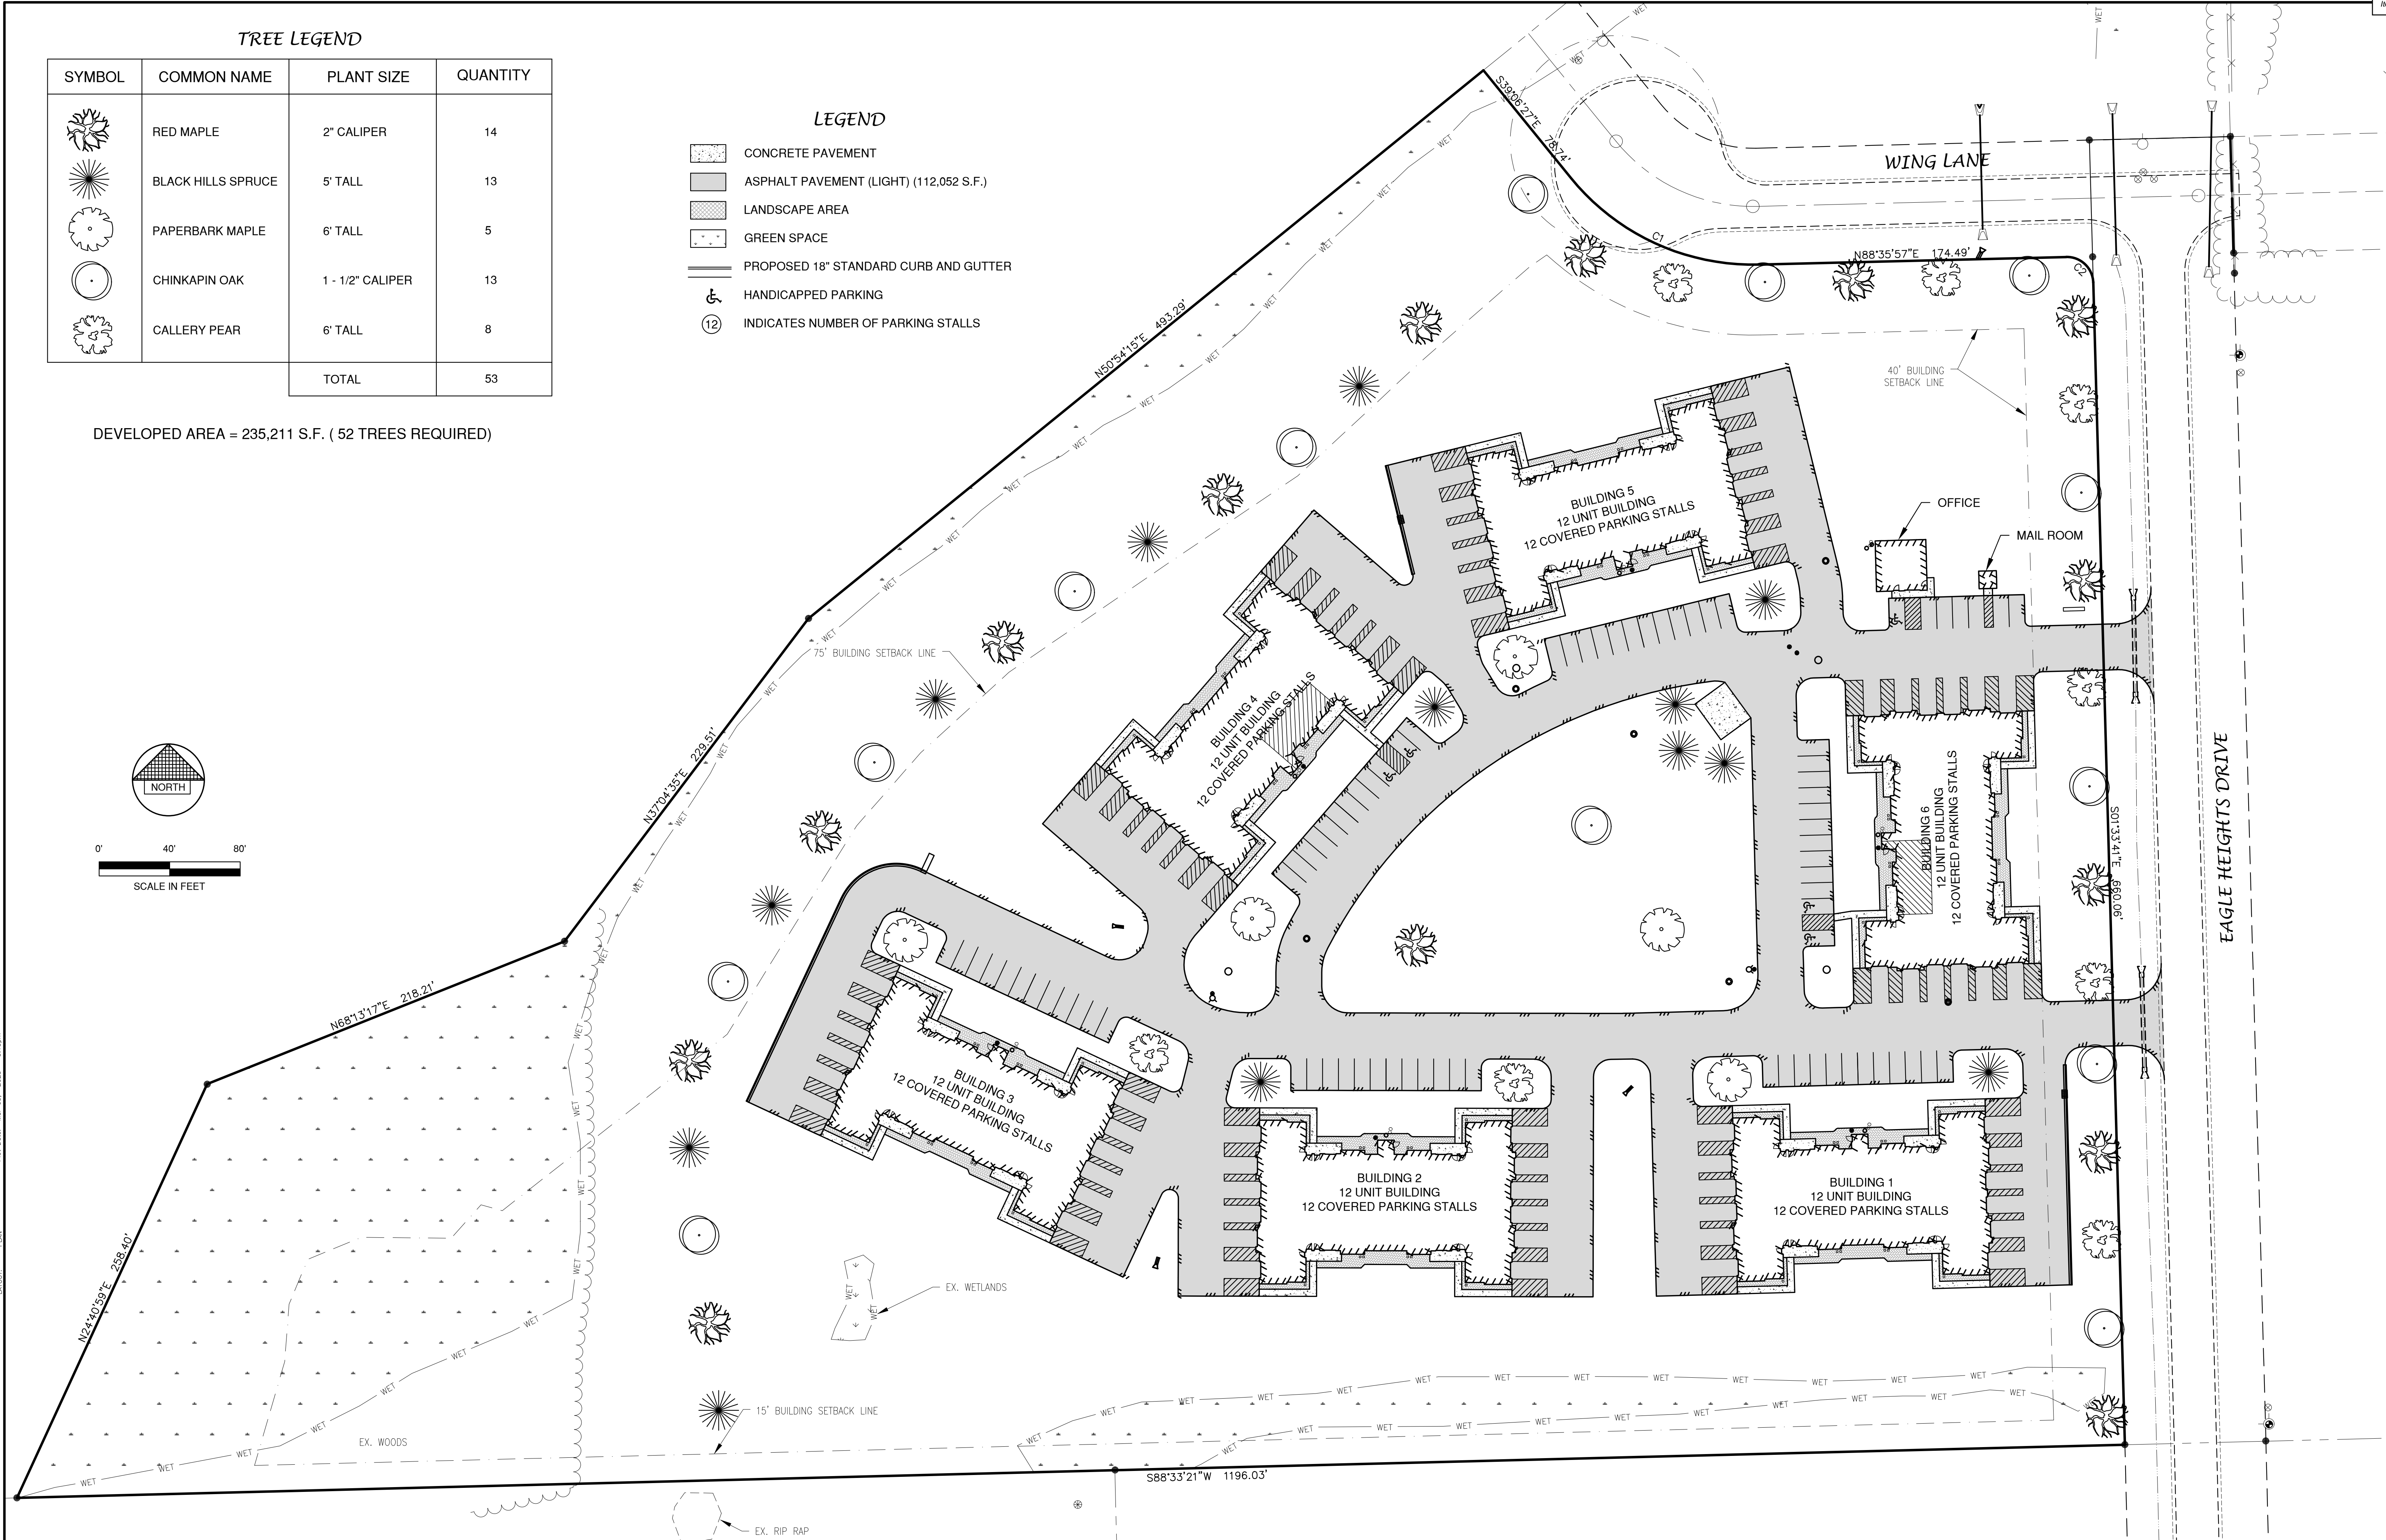 TREE LEGEND
SYMBOL COMMON NAME PLANT SIZE QUANTITY
RED MAPLE 2" CALIPER 14
BLACK HILLS SPRUCE 5' TALL 13
PAPERBARK MAPLE 6' TALL 5
CHINKAPIN OAK 1 - 1/2" CALIPER 13
CALLERY PEAR 6' TALL 8
TOTAL 53
DEVELOPED AREA = 235,211 S.F. ( 52 TREES REQUIRED)
LEGEND
CONCRETE PAVEMENT
ASPHALT PAVEMENT (LIGHT) (112,052 S.F.)
LANDSCAPE AREA
GREEN SPACE
PROPOSED 18" STANDARD CURB AND GUTTER
HANDICAPPED PARKING
12 INDICATES NUMBER OF PARKING STALLS
NORTH
0' 40' 80'
SCALE IN FEET
S39°06'27"E 78.74'
C1
WING LANE
N88°35'57"E 174.49'
C2
40' BUILDING
SETBACK LINE
N50°54'15"E 493.29'
75' BUILDING SETBACK LINE
N37°04'35"E 229.51'
N68°13'17"E 218.21'
N24°40'59"E 258.40'
BUILDING 5
12 UNIT BUILDING
12 COVERED PARKING STALLS
OFFICE
MAIL ROOM
BUILDING 4
12 UNIT BUILDING
12 COVERED PARKING STALLS
BUILDING 6
12 UNIT BUILDING
12 COVERED PARKING STALLS
S01°33'41"E 660.06'
EAGLE HEIGHTS DRIVE
BUILDING 3
12 UNIT BUILDING
12 COVERED PARKING STALLS
BUILDING 2
12 UNIT BUILDING
12 COVERED PARKING STALLS
BUILDING 1
12 UNIT BUILDING
12 COVERED PARKING STALLS
EX. WETLANDS
WET
WET
15' BUILDING SETBACK LINE
EX. WOODS
S88°33'21"W 1196.03'
EX. RIP RAP